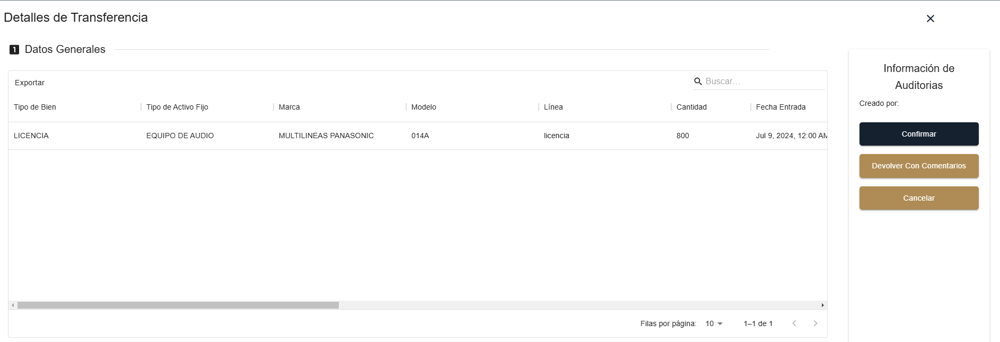 Detalles de Transferencia
1 Datos Generales
Exportar
Buscar...
Tipo de Bien Tipo de Activo Fijo Marca Modelo Línea Cantidad Fecha Entrada
LICENCIA EQUIPO DE AUDIO MULTILINEAS PANASONIC 014A licencia 800 Jul 9, 2024, 12:00 AM
Filas por página: 10 1–1 de 1
Información de
Auditorias
Creado por:
Confirmar
Devolver Con Comentarios
Cancelar